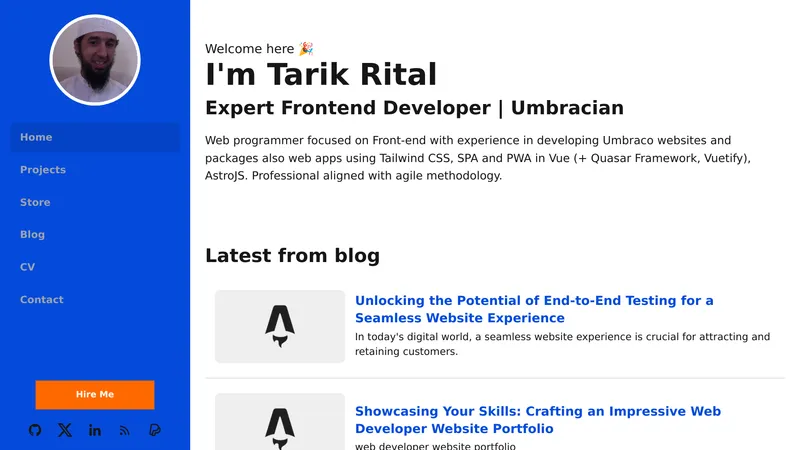 Home
Projects
Store
Blog
CV
Contact
Hire Me
Welcome here 🎉
I'm Tarik Rital
Expert Frontend Developer | Umbracian
Web programmer focused on Front-end with experience in developing Umbraco websites and
packages also web apps using Tailwind CSS, SPA and PWA in Vue (+ Quasar Framework, Vuetify),
AstroJS. Professional aligned with agile methodology.
Latest from blog
Unlocking the Potential of End-to-End Testing for a
Seamless Website Experience
In today's digital world, a seamless website experience is crucial for attracting and
retaining customers.
Showcasing Your Skills: Crafting an Impressive Web
Developer Website Portfolio
web developer website portfolio